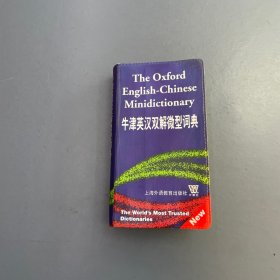 The Oxford
English-Chinese
Minidictionary
牛津英汉双解微型词典
上海外语教育出版社
The World's Most Trusted
Dictionaries
New